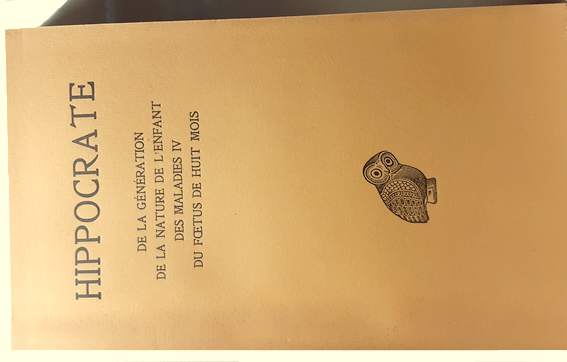 HIPPOCRATE
DE LA GÉNÉRATION
DE LA NATURE DE L'ENFANT
DES MALADIES IV
DU FŒTUS DE HUIT MOIS